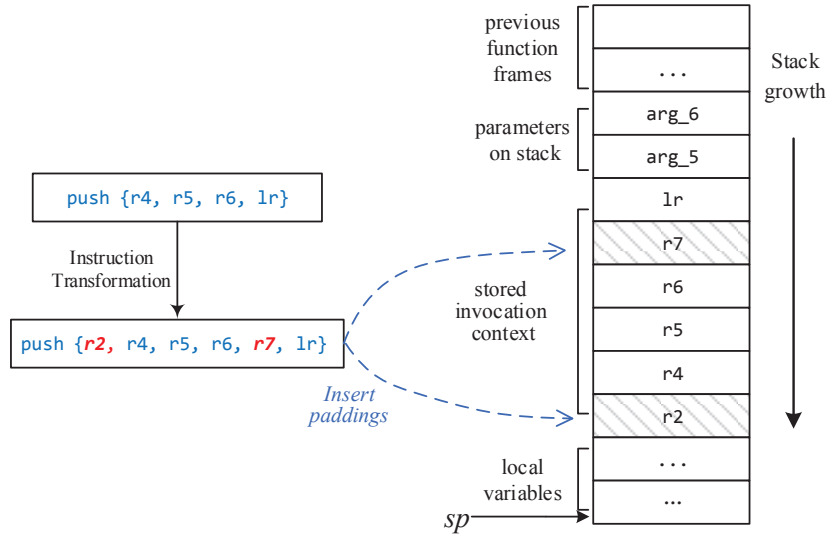 push {r4, r5, r6, lr}
Instruction
Transformation
push {r2, r4, r5, r6, r7, lr}
Insert
paddings
previous
function
frames
parameters
on stack
stored
invocation
context
local
variables
sp
...
arg_6
arg_5
lr
r7
r6
r5
r4
r2
...
...
Stack
growth